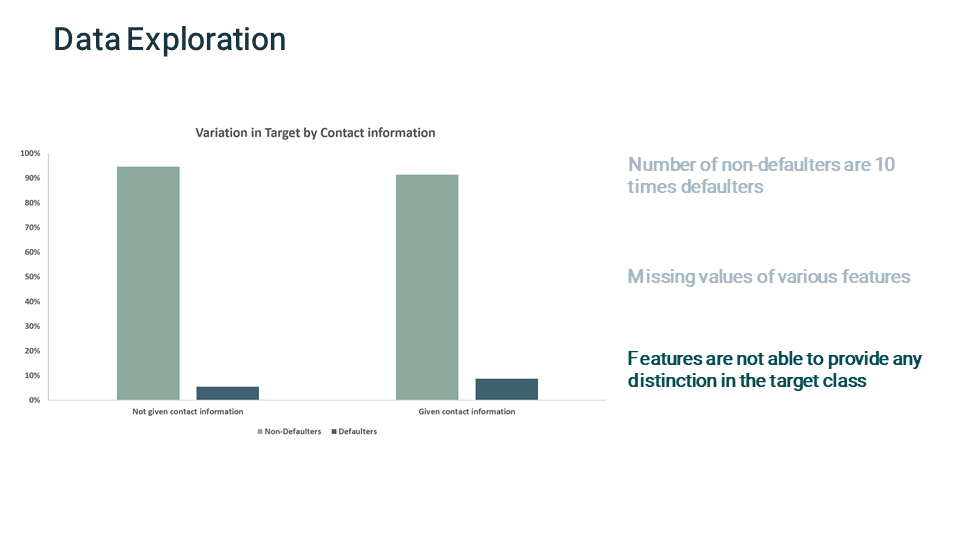 Data Exploration
Variation in Target by Contact information
100%
90%
80%
70%
60%
50%
40%
30%
20%
10%
0%
Not given contact information
Given contact information
Non-Defaulters
Defaulters
Number of non-defaulters are 10
times defaulters
Missing values of various features
Features are not able to provide any
distinction in the target class